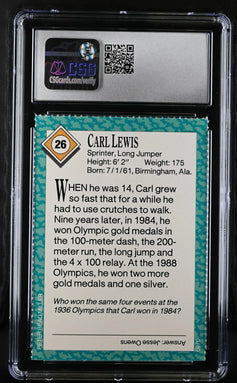 CSG
CSGcards.com/verify
26
CARL LEWIS
Sprinter, Long Jumper
Height: 6' 2" Weight: 175
Born: 7/1/61, Birmingham, Ala.
WHEN he was 14, Carl grew
so fast that for a while he
had to use crutches to walk.
Nine years later, in 1984, he
won Olympic gold medals in
the 100-meter dash, the 200-
meter run, the long jump and
the 4 x 100 relay. At the 1988
Olympics, he won two more
gold medals and one silver.
Who won the same four events at the
1936 Olympics that Carl won in 1984?
Answer: Jesse Owens